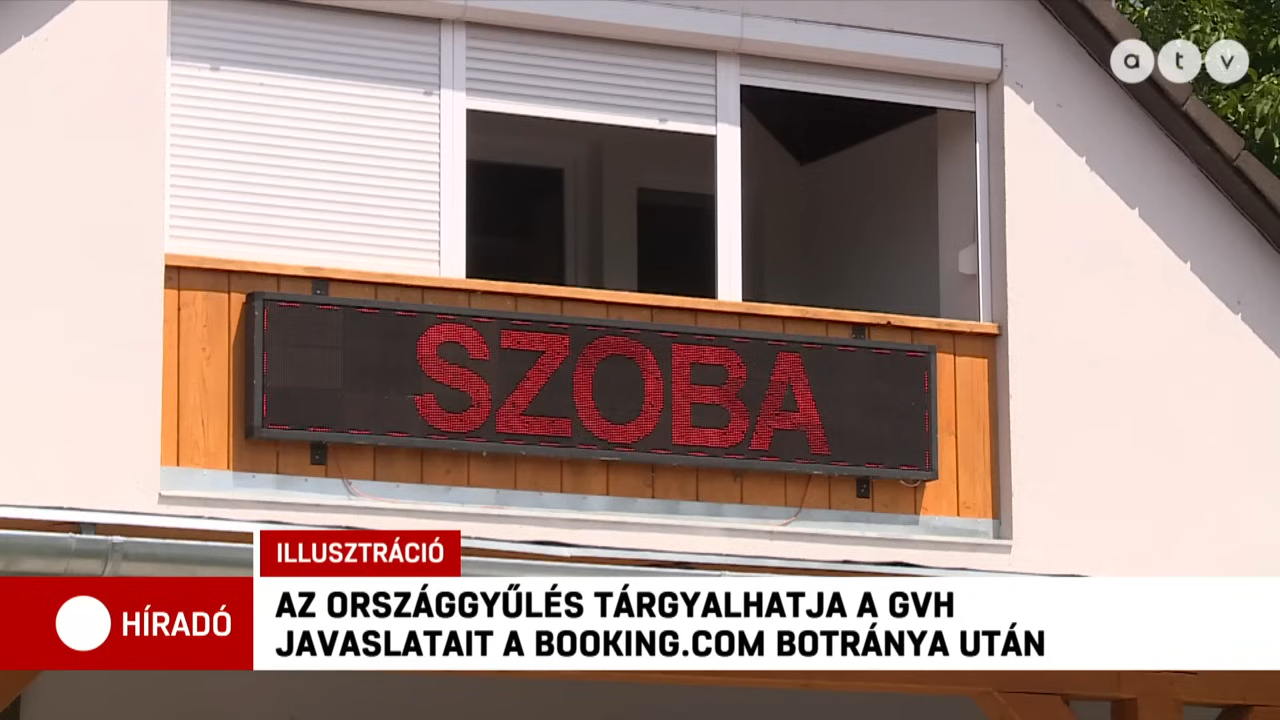 atv
SZOBA
ILLUSZTRÁCIÓ
HÍRADÓ
AZ ORSZÁGGYŰLÉS TÁRGYALHATJA A GVH
JAVASLATAIT A BOOKING.COM BOTRÁNYA UTÁN